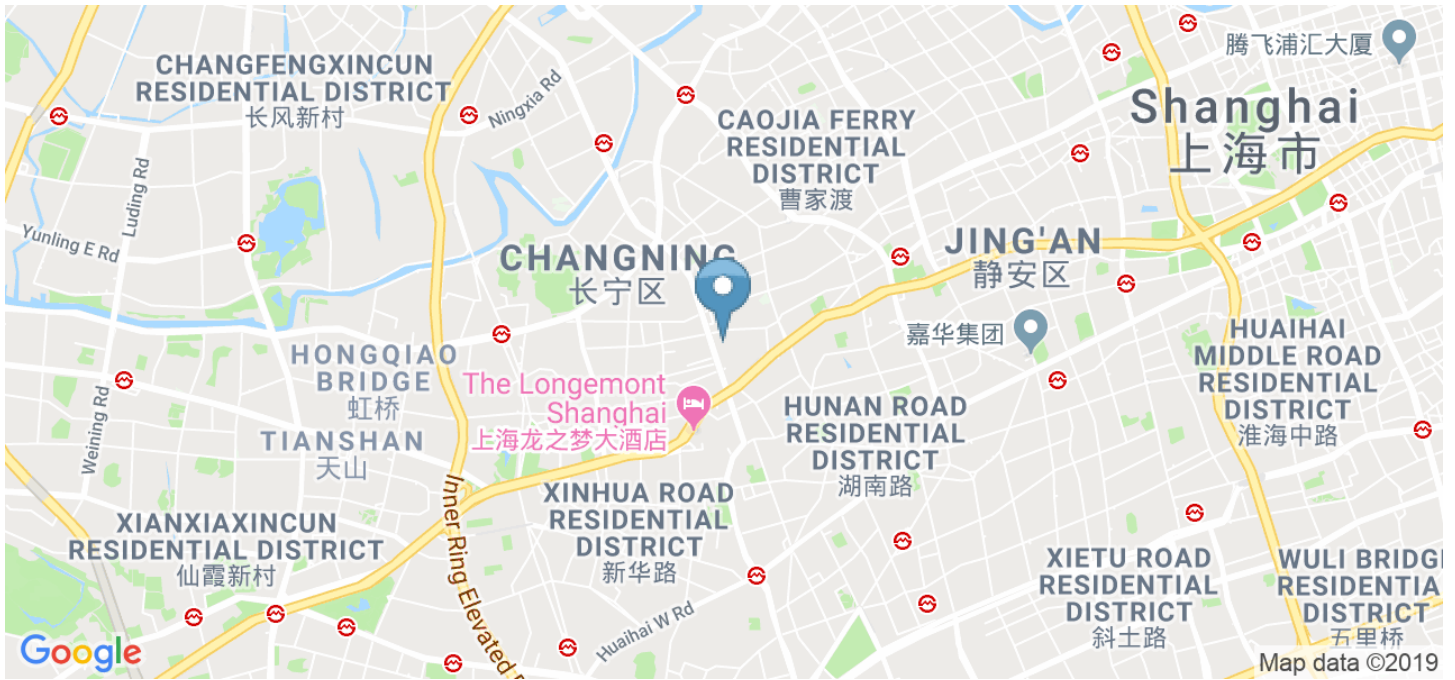 CHANGFENGXINCUN
RESIDENTIAL DISTRICT
长风新村
Ningxia Rd
CAOJIA FERRY
RESIDENTIAL
DISTRICT
曹家渡
腾飞浦汇大厦
Shanghai
上海市
Luding Rd
Yunling E Rd
CHANGNING
长宁区
JING'AN
静安区
HONGQIAO
BRIDGE
虹桥
嘉华集团
HUAIHAI
MIDDLE ROAD
RESIDENTIAL
DISTRICT
淮海中路
The Longemont
Shanghai
上海龙之梦大酒店
Weining Rd
TIANSHAN
天山
HUNAN ROAD
RESIDENTIAL
DISTRICT
湖南路
XINHUA ROAD
RESIDENTIAL
DISTRICT
新华路
Inner Ring Elevated
XIANXIAXINCUN
RESIDENTIAL DISTRICT
仙霞新村
XIETU ROAD
RESIDENTIAL
DISTRICT
斜土路
WULI BRIDGE
RESIDENTIA
DISTRICT
五里桥
Huaihai W Rd
Google
Map data ©2019